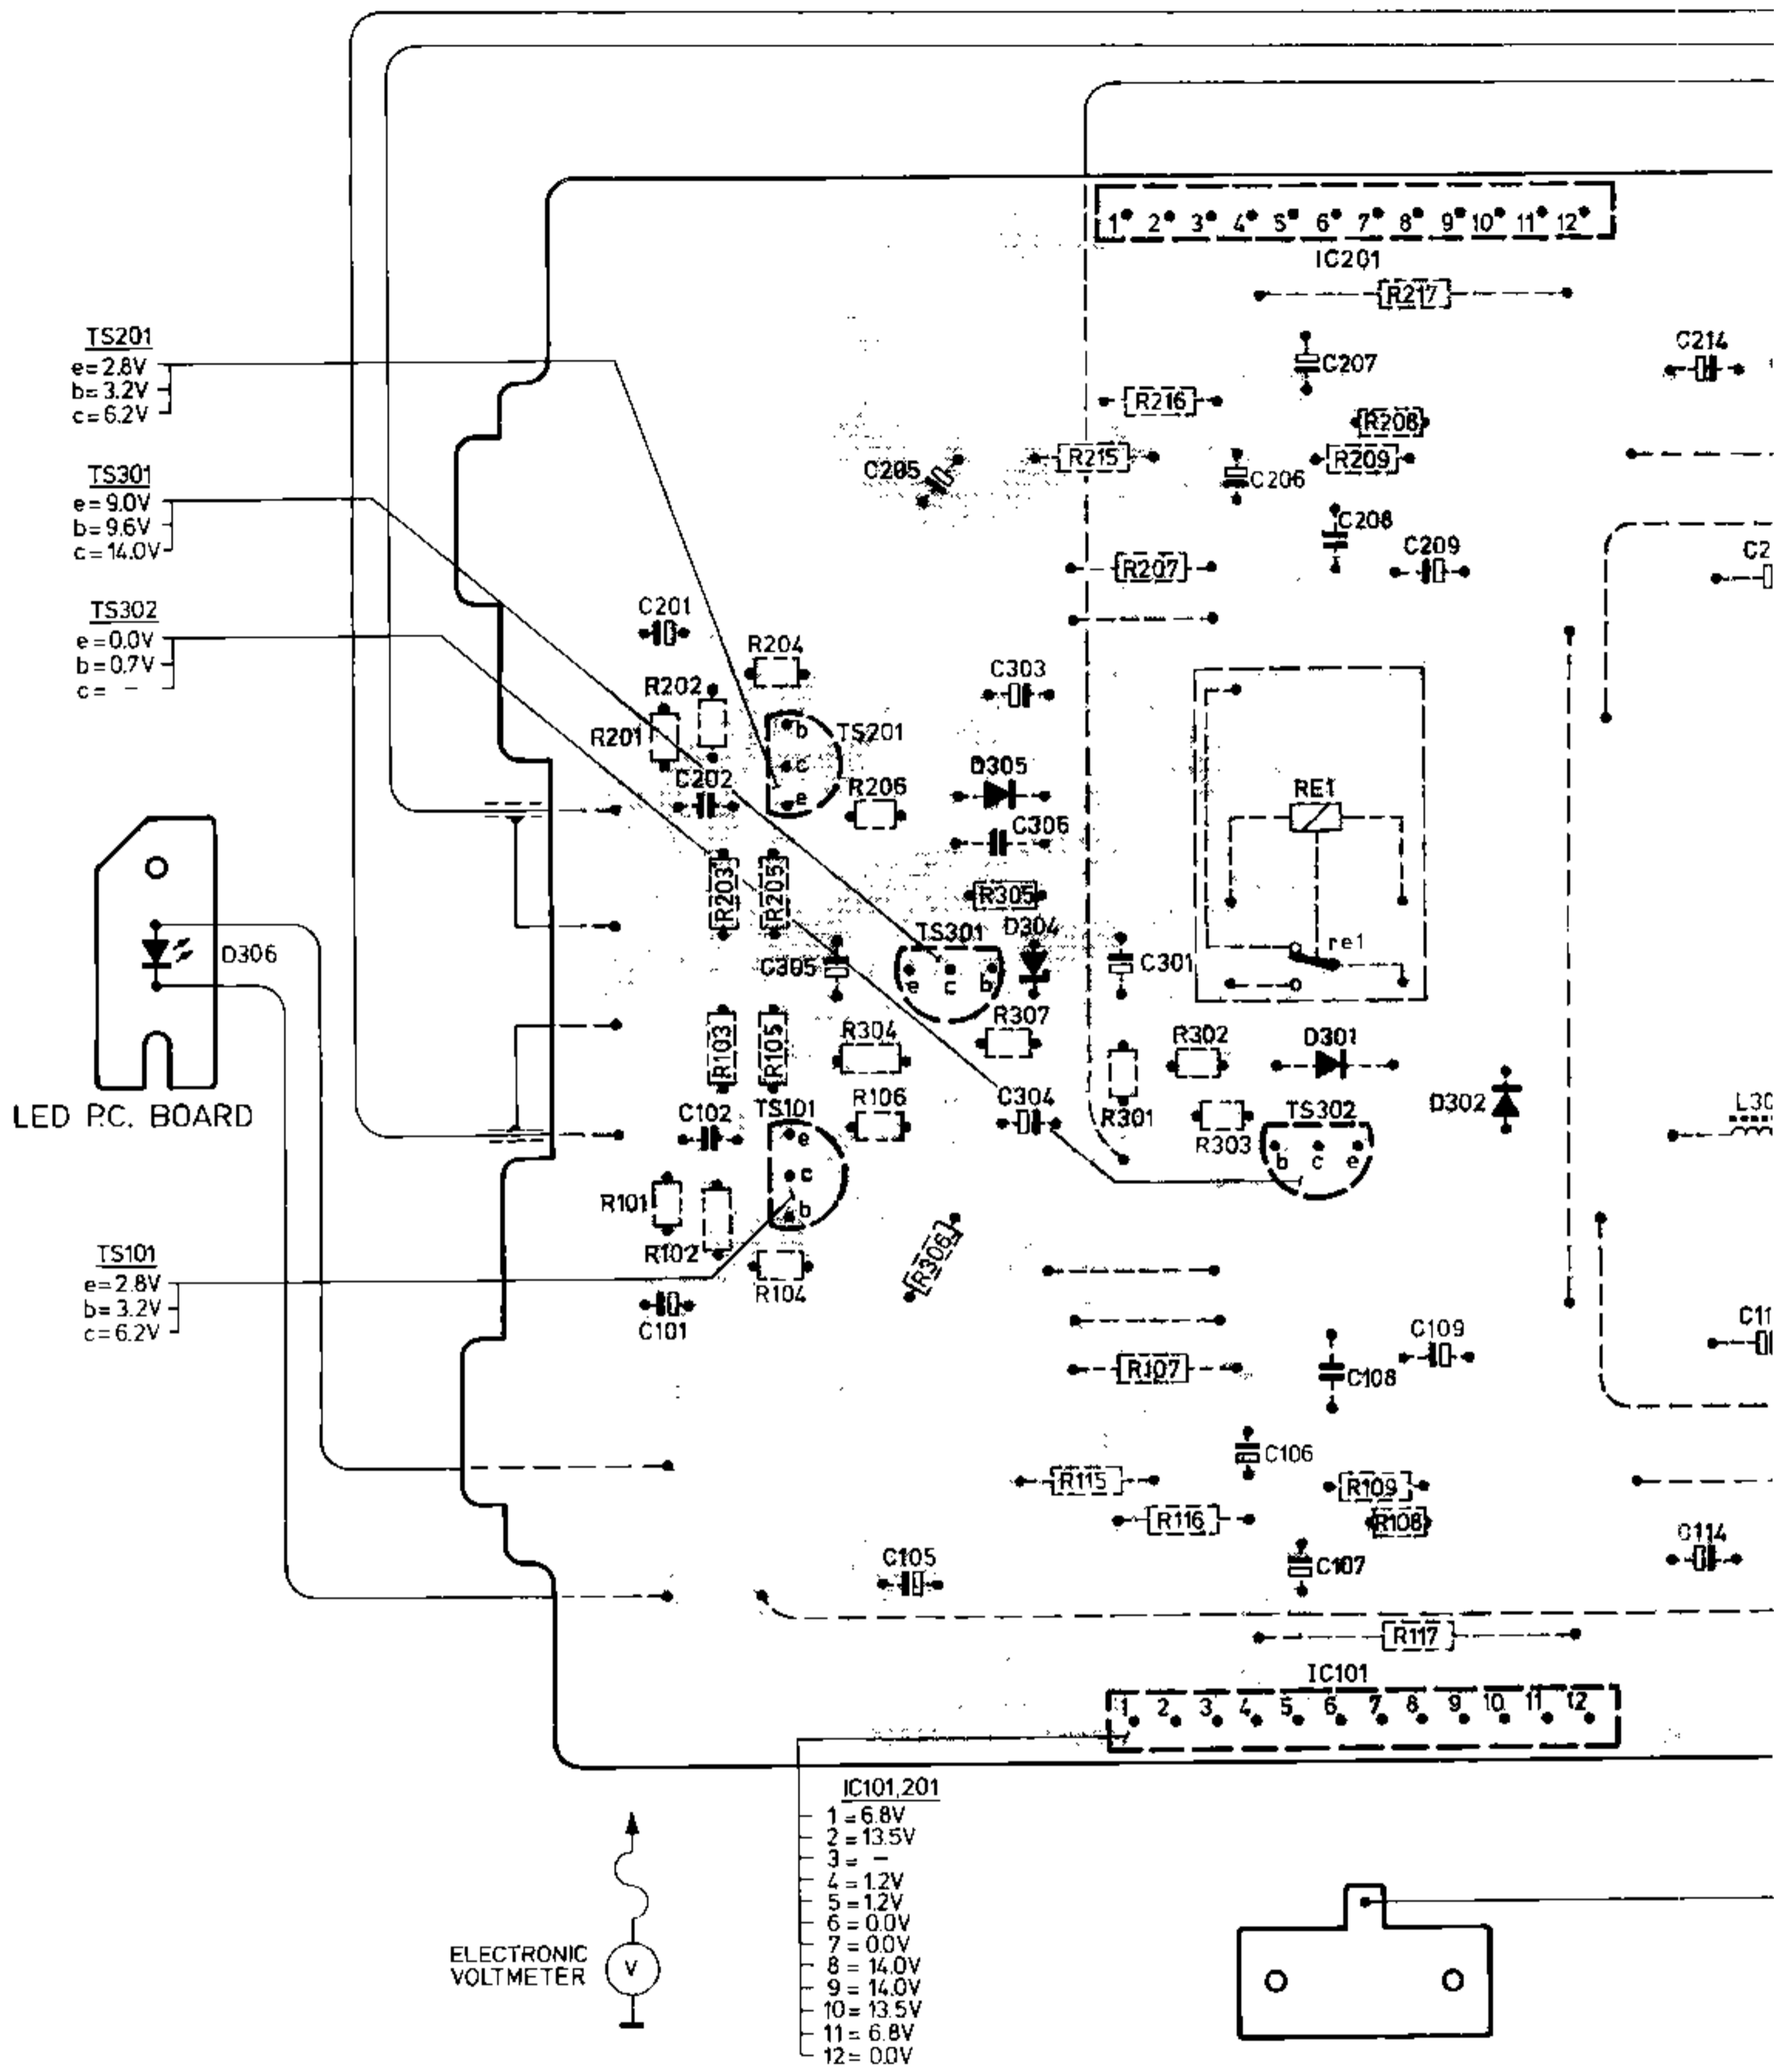 1 2 3 4 5 6 7 8 9 10 11 12
IC201
R217
TS201
e=2.8V
b=3.2V
c=6.2V
C207
C214
R216
R208
C205
R215
R209
C206
TS301
e=9.0V
b=9.6V
c=14.0V
C208
C209
C2
R207
TS302
e=0.0V
b=0.7V
c= –
C201
R204
C303
R202
R201
b
TS201
c
C202
D305
e
R206
RE1
C306
R203
R205
R305
D306
TS301
D304
re1
C305
e c b
C301
R307
R103
R105
R304
R302
D301
LED P.C. BOARD
C102
TS101
R106
C304
R301
R303
TS302
D302
L30
e
b c e
c
R101
b
R102
R306
TS101
e=2.8V
b=3.2V
c=6.2V
R104
C101
C109
C11
R107
C108
C106
R115
R109
R116
R108
C105
C107
C114
R117
IC101
1 2 3 4 5 6 7 8 9 10 11 12
IC101,201
1 = 6.8V
2 = 13.5V
3 = –
4 = 1.2V
5 = 1.2V
6 = 0.0V
7 = 0.0V
8 = 14.0V
9 = 14.0V
10 = 13.5V
11 = 6.8V
12 = 0.0V
ELECTRONIC
VOLTMETER
V